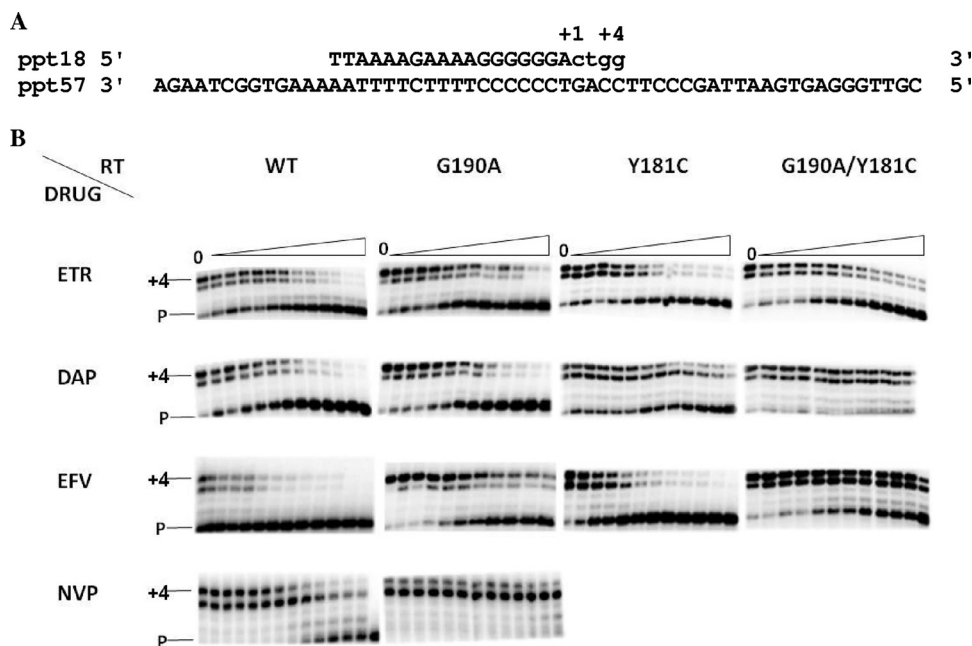 A
+1 +4
ppt18 5' TTAAAAGAAAAGGGGGGActgg 3'
ppt57 3' AGAATCGGTGAAAAATTTTCTTTTCCCCCCTGACCTTCCCGATTAAGTGAGGGTTGC 5'
B
RT
DRUG
WT G190A Y181C G190A/Y181C
0 0 0 0
ETR +4
P
DAP +4
P
EFV +4
P
NVP +4
P